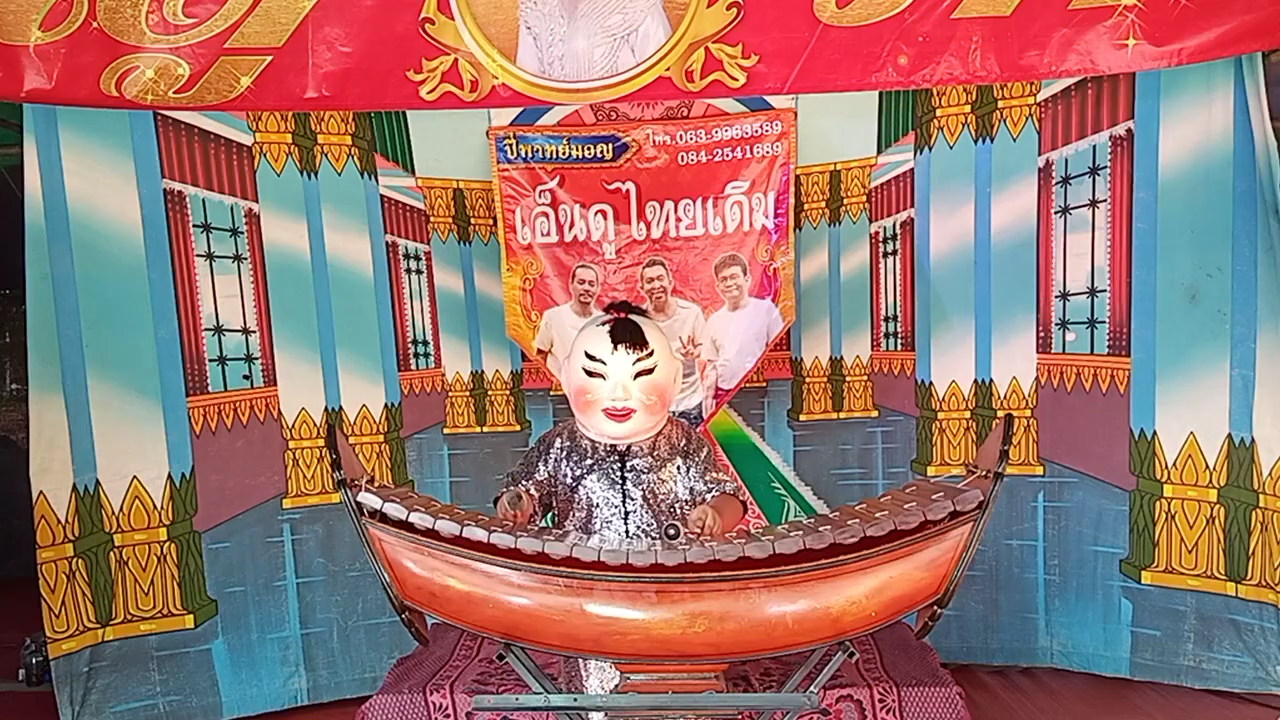 ปี่พาทย์มอญ
โทร.063-9963589
084-2541689
เอ็นดู ไทยเดิม